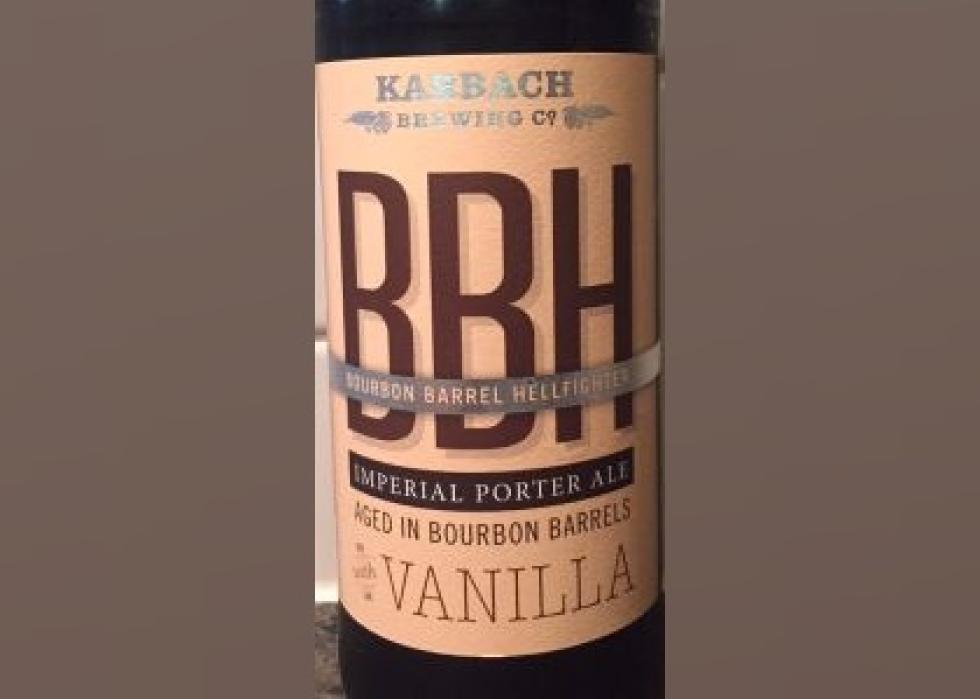 KARBACH
BREWING Cº
BBH
BOURBON BARREL HELLFIGHTER
IMPERIAL PORTER ALE
AGED IN BOURBON BARRELS
with
VANILLA